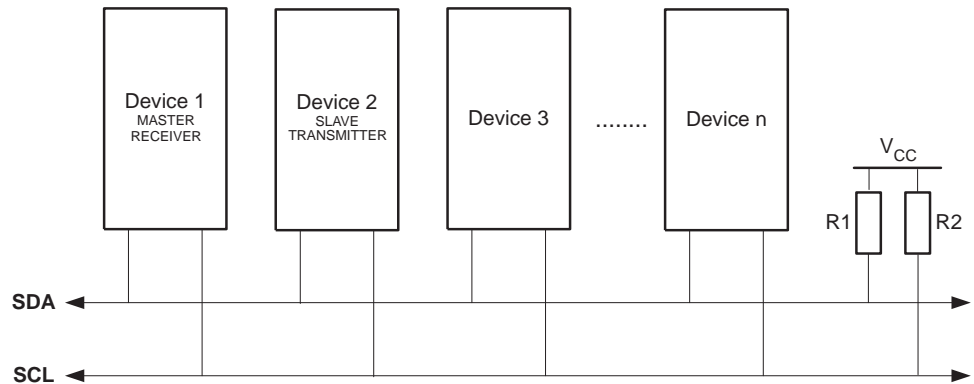 Device 1
MASTER
RECEIVER
Device 2
SLAVE
TRANSMITTER
Device 3
........
Device n
VCC
R1
R2
SDA
SCL